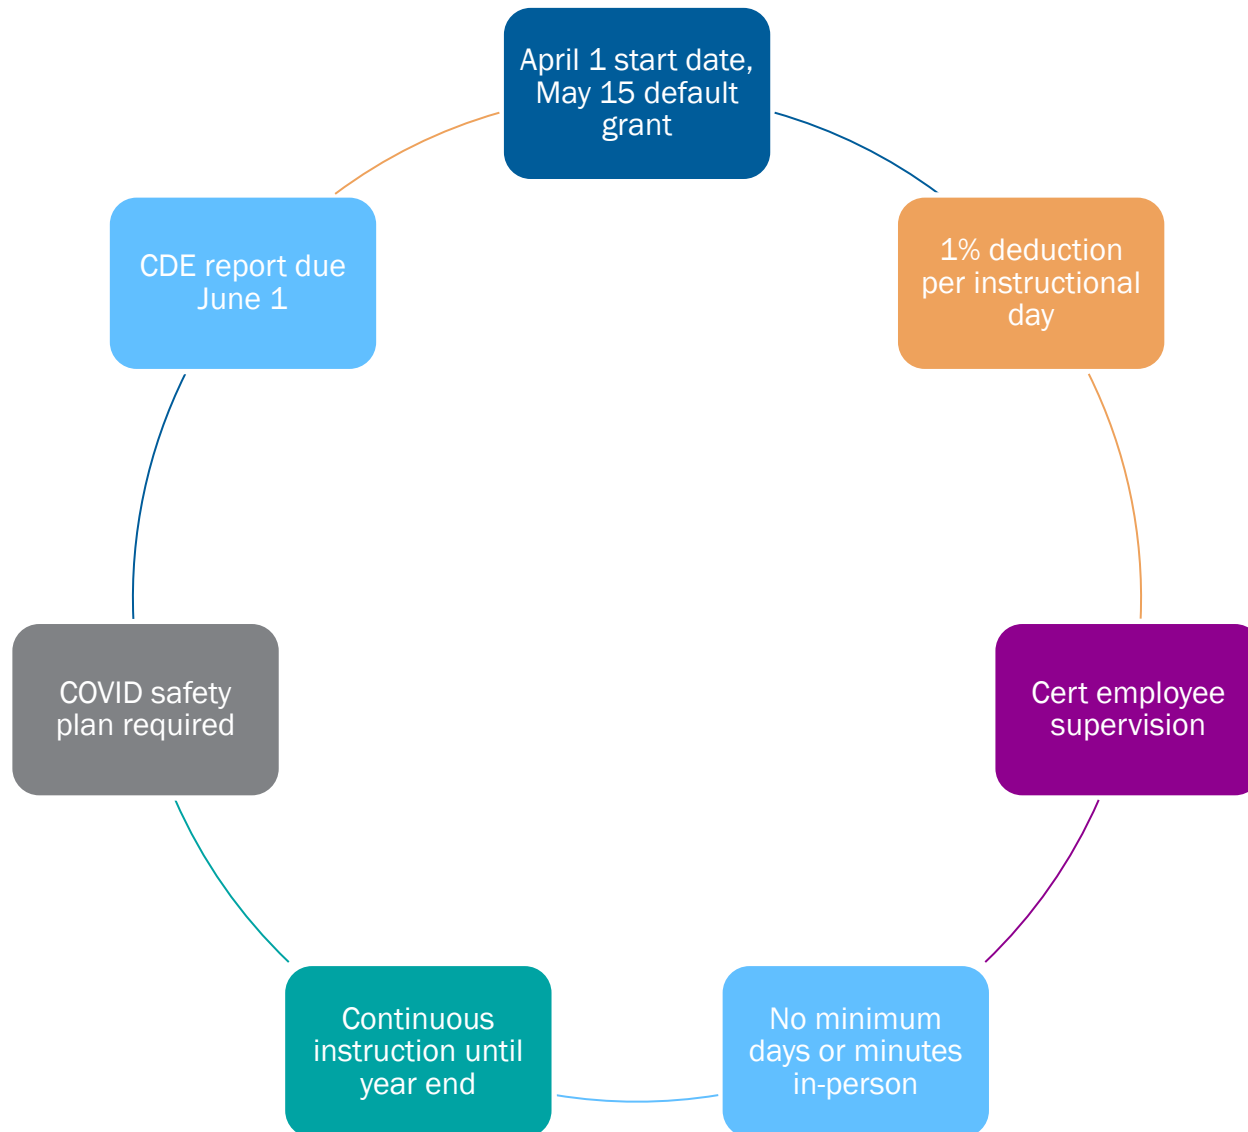 April 1 start date,
May 15 default
grant
1% deduction
per instructional
day
Cert employee
supervision
No minimum
days or minutes
in-person
Continuous
instruction until
year end
COVID safety
plan required
CDE report due
June 1